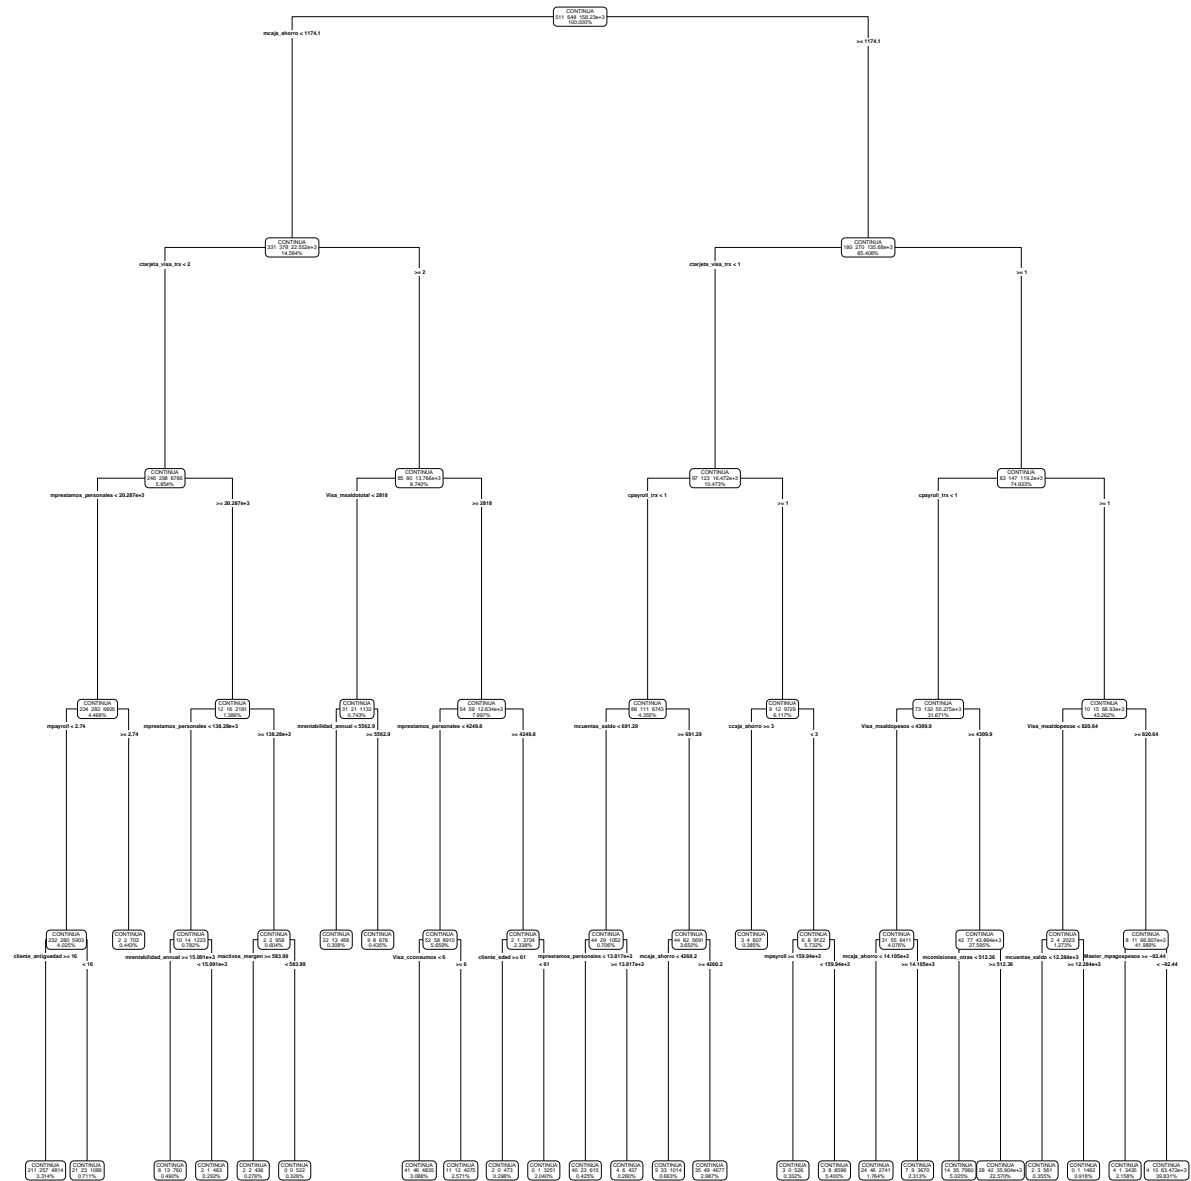 CONTINUA
511 648 158.23e+3
100.000%
mcaja_ahorro < 1174.1
>= 1174.1
CONTINUA
331 378 22.552e+3
14.594%
CONTINUA
180 270 135.68e+3
85.406%
ctarjeta_visa_trx < 2
>= 2
ctarjeta_visa_trx < 1
>= 1
CONTINUA
246 298 8786
5.854%
CONTINUA
85 80 13.766e+3
8.740%
CONTINUA
97 123 16.472e+3
10.473%
CONTINUA
83 147 119.2e+3
74.933%
mprestamos_personales < 20.287e+3
>= 20.287e+3
Visa_msaldototal < 2818
>= 2818
cpayroll_trx < 1
>= 1
cpayroll_trx < 1
>= 1
CONTINUA
234 282 6605
4.468%
CONTINUA
12 16 2181
1.386%
CONTINUA
31 21 1132
0.743%
CONTINUA
54 59 12.634e+3
7.997%
CONTINUA
88 111 6743
4.355%
CONTINUA
9 12 9729
6.117%
CONTINUA
73 132 50.275e+3
31.671%
CONTINUA
10 15 68.93e+3
43.262%
mpayroll < 2.74
>= 2.74
mprestamos_personales < 138.28e+3
>= 138.28e+3
mrentabilidad_annual < 5562.9
>= 5562.9
mprestamos_personales < 4249.8
>= 4249.8
mcuentas_saldo < 691.29
>= 691.29
ccaja_ahorro >= 3
< 3
Visa_msaldopesos < 4309.9
>= 4309.9
Visa_msaldopesos < 820.64
>= 820.64
CONTINUA
232 280 5903
4.025%
CONTINUA
2 2 702
0.443%
CONTINUA
10 14 1223
0.782%
CONTINUA
2 2 958
0.604%
CONTINUA
22 13 456
0.308%
CONTINUA
9 8 676
0.435%
CONTINUA
52 58 8910
5.659%
CONTINUA
2 1 3724
2.338%
CONTINUA
44 29 1052
0.706%
CONTINUA
44 82 5691
3.650%
CONTINUA
3 4 607
0.385%
CONTINUA
6 8 9122
5.732%
CONTINUA
31 55 6411
4.076%
CONTINUA
42 77 43.864e+3
27.595%
CONTINUA
2 4 2023
1.273%
CONTINUA
8 11 66.907e+3
41.988%
cliente_antiguedad >= 16
< 16
mrentabilidad_annual >= 15.091e+3
< 15.091e+3
mactivos_margen >= 583.99
< 583.99
Visa_cconsumos < 6
>= 6
cliente_edad >= 61
< 61
mprestamos_personales < 13.817e+3
>= 13.817e+3
mcaja_ahorro < 4260.2
>= 4260.2
mpayroll >= 159.94e+3
< 159.94e+3
mcaja_ahorro < 14.105e+3
>= 14.105e+3
mcomisiones_otras < 512.36
>= 512.36
mcuentas_saldo < 12.284e+3
>= 12.284e+3
Master_mpagospesos >= -92.44
< -92.44
CONTINUA
211 257 4814
3.314%
CONTINUA
21 23 1089
0.711%
CONTINUA
8 13 760
0.490%
CONTINUA
2 1 463
0.292%
CONTINUA
2 2 436
0.276%
CONTINUA
0 0 522
0.328%
CONTINUA
41 46 4835
3.088%
CONTINUA
11 12 4075
2.571%
CONTINUA
2 0 473
0.298%
CONTINUA
0 1 3251
2.040%
CONTINUA
40 23 615
0.425%
CONTINUA
4 6 437
0.280%
CONTINUA
9 33 1014
0.663%
CONTINUA
35 49 4677
2.987%
CONTINUA
3 0 526
0.332%
CONTINUA
3 8 8596
5.400%
CONTINUA
24 46 2741
1.764%
CONTINUA
7 9 3670
2.313%
CONTINUA
14 35 7960
5.025%
CONTINUA
28 42 35.904e+3
22.570%
CONTINUA
2 3 561
0.355%
CONTINUA
0 1 1462
0.918%
CONTINUA
4 1 3435
2.158%
CONTINUA
4 10 63.472e+3
39.831%